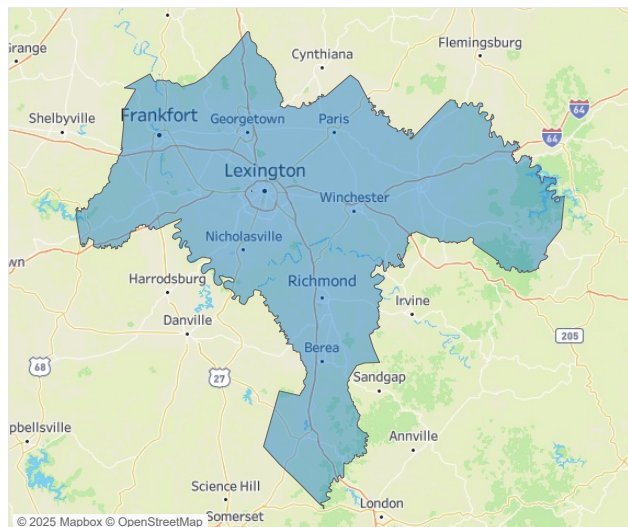 Grange
Cynthiana
Flemingsburg
64
64
Shelbyville
Frankfort
Georgetown
Paris
Lexington
Winchester
Nicholasville
wn
Harrodsburg
Richmond
Irvine
Danville
205
Berea
68
27
Sandgap
pbellsville
Annville
Science Hill
London
Somerset
© 2025 Mapbox © OpenStreetMap